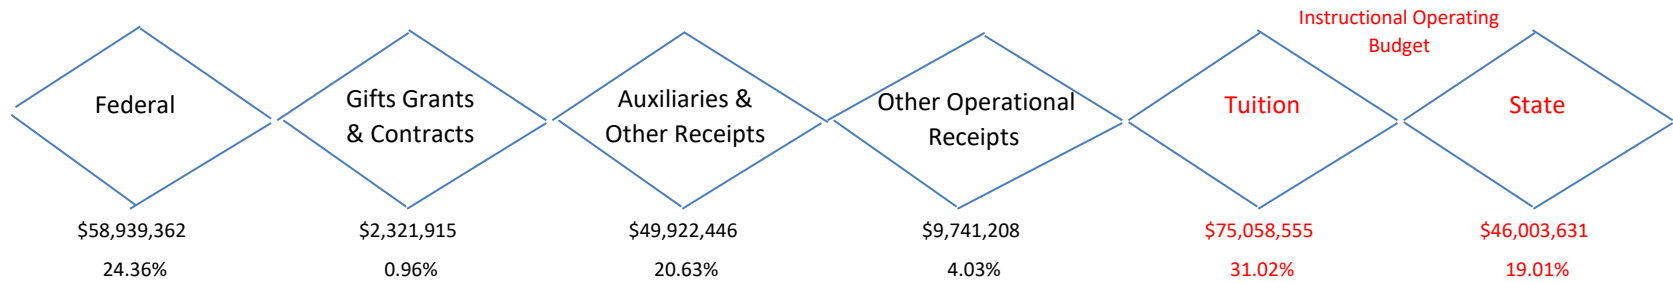 Instructional Operating
Budget
Federal
Gifts Grants
& Contracts
Auxiliaries &
Other Receipts
Other Operational
Receipts
Tuition
State
$58,939,362
$2,321,915
$49,922,446
$9,741,208
$75,058,555
$46,003,631
24.36%
0.96%
20.63%
4.03%
31.02%
19.01%